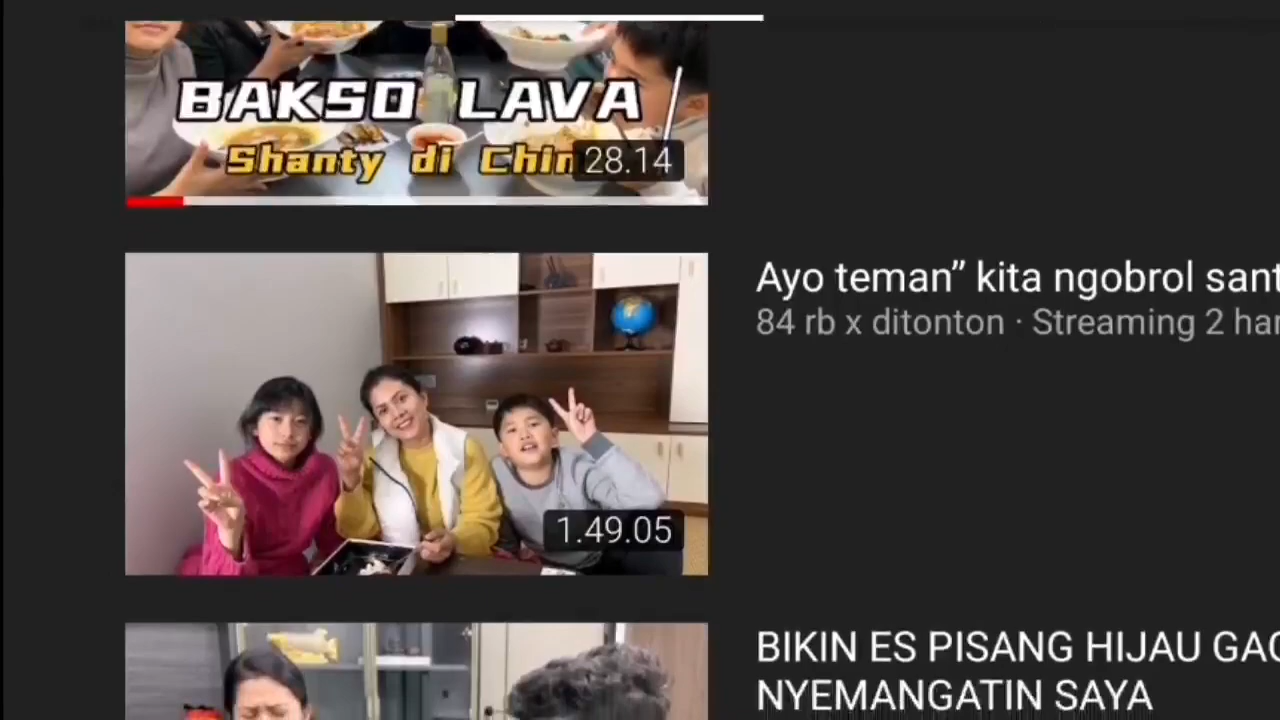 BAKSO LAVA
Shanty di Chin
28.14
Ayo teman” kita ngobrol sant
84 rb x ditonton · Streaming 2 har
1.49.05
BIKIN ES PISANG HIJAU GAG
NYEMANGATIN SAYA